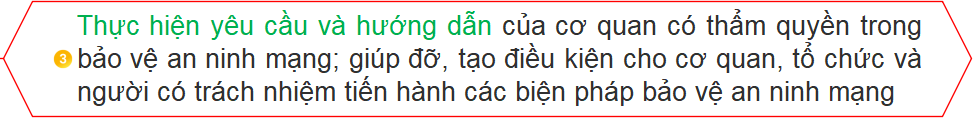 Thực hiện yêu cầu và hướng dẫn của cơ quan có thẩm quyền trong
3 bảo vệ an ninh mạng; giúp đỡ, tạo điều kiện cho cơ quan, tổ chức và
người có trách nhiệm tiến hành các biện pháp bảo vệ an ninh mạng